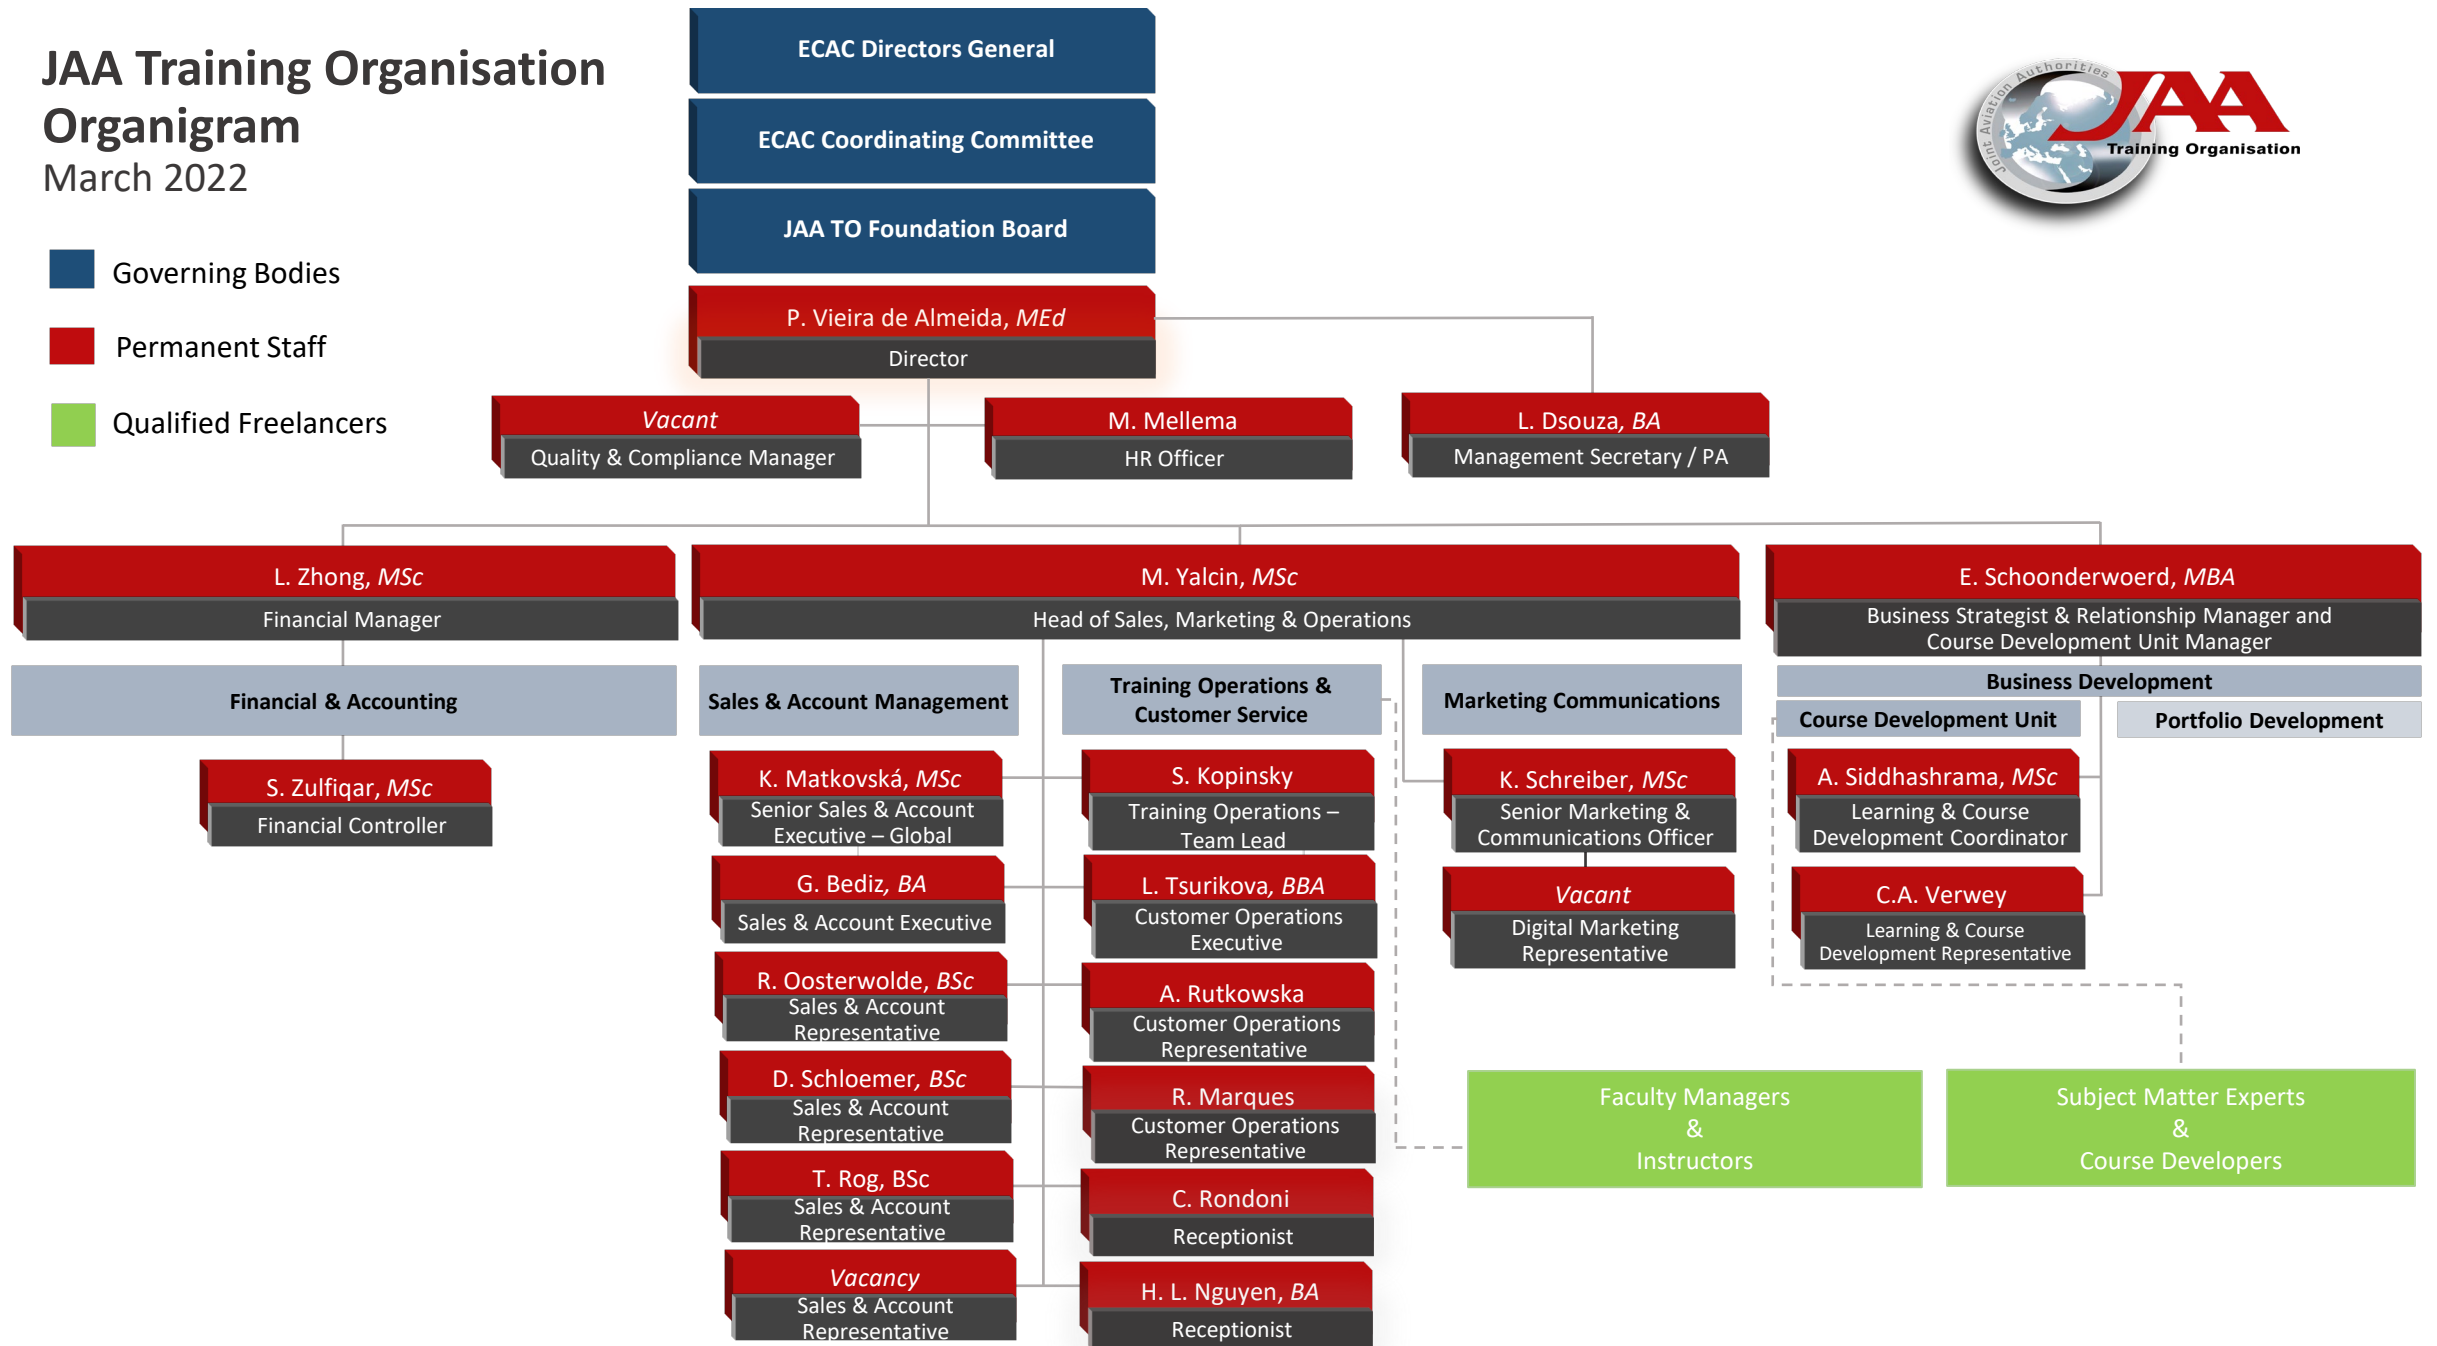 JAA Training Organisation
Organigram
March 2022
Governing Bodies
Permanent Staff
Qualified Freelancers
ECAC Directors General
ECAC Coordinating Committee
JAA TO Foundation Board
Joint Aviation Authorities
JAA
Training Organisation
P. Vieira de Almeida, MEd
Director
Vacant
Quality & Compliance Manager
M. Mellema
HR Officer
L. Dsouza, BA
Management Secretary / PA
L. Zhong, MSc
Financial Manager
Financial & Accounting
S. Zulfiqar, MSc
Financial Controller
M. Yalcin, MSc
Head of Sales, Marketing & Operations
Sales & Account Management
K. Matkovská, MSc
Senior Sales & Account
Executive – Global
G. Bediz, BA
Sales & Account Executive
R. Oosterwolde, BSc
Sales & Account
Representative
D. Schloemer, BSc
Sales & Account
Representative
T. Rog, BSc
Sales & Account
Representative
Vacancy
Sales & Account
Representative
Training Operations &
Customer Service
S. Kopinsky
Training Operations –
Team Lead
L. Tsurikova, BBA
Customer Operations
Executive
A. Rutkowska
Customer Operations
Representative
R. Marques
Customer Operations
Representative
C. Rondoni
Receptionist
H. L. Nguyen, BA
Receptionist
Marketing Communications
K. Schreiber, MSc
Senior Marketing &
Communications Officer
Vacant
Digital Marketing
Representative
E. Schoonderwoerd, MBA
Business Strategist & Relationship Manager and
Course Development Unit Manager
Business Development
Course Development Unit
Portfolio Development
A. Siddhashrama, MSc
Learning & Course
Development Coordinator
C.A. Verwey
Learning & Course
Development Representative
Faculty Managers
&
Instructors
Subject Matter Experts
&
Course Developers